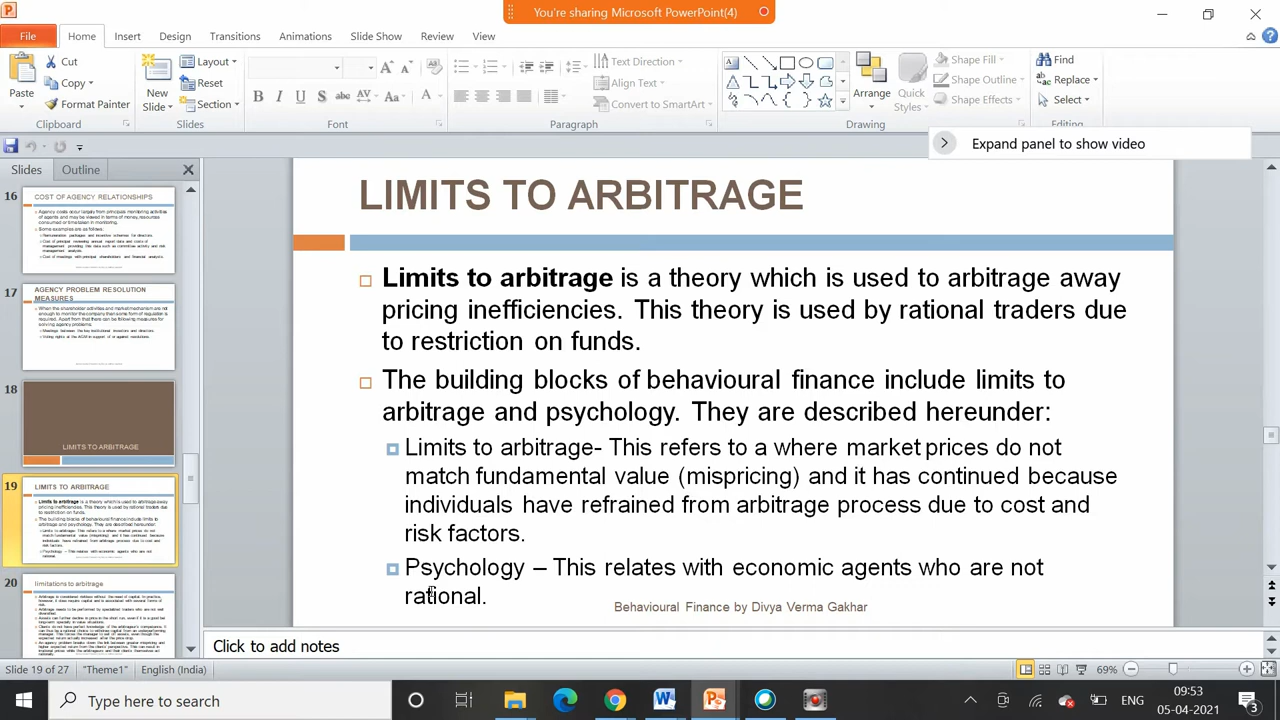 You're sharing Microsoft PowerPoint(4)
File Home Insert Design Transitions Animations Slide Show Review View
Paste
Cut
Copy
Format Painter
Clipboard
New Slide
Layout
Reset
Section
Slides
Font
Text Direction
Align Text
Convert to SmartArt
Paragraph
Arrange
Quick Styles
Shape Fill
Shape Outline
Shape Effects
Drawing
Find
Replace
Select
Editing
Expand panel to show video
Slides Outline
16
COST OF AGENCY RELATIONSHIPS
17
AGENCY PROBLEM RESOLUTION
MEASURES
18
LIMITS TO ARBITRAGE
19
LIMITS TO ARBITRAGE
20
limitations to arbitrage
LIMITS TO ARBITRAGE
Limits to arbitrage is a theory which is used to arbitrage away
pricing inefficiencies. This theory is used by rational traders due
to restriction on funds.
The building blocks of behavioural finance include limits to
arbitrage and psychology. They are described hereunder:
Limits to arbitrage- This refers to a where market prices do not
match fundamental value (mispricing) and it has continued because
individuals have refrained from arbitrage process due to cost and
risk factors.
Psychology – This relates with economic agents who are not
rationa
Behavioural Finance by Divya Verma Gakhar
Click to add notes
Slide 19 of 27 "Theme1" English (India) 69%
Type here to search
ENG
09:53
05-04-2021
3